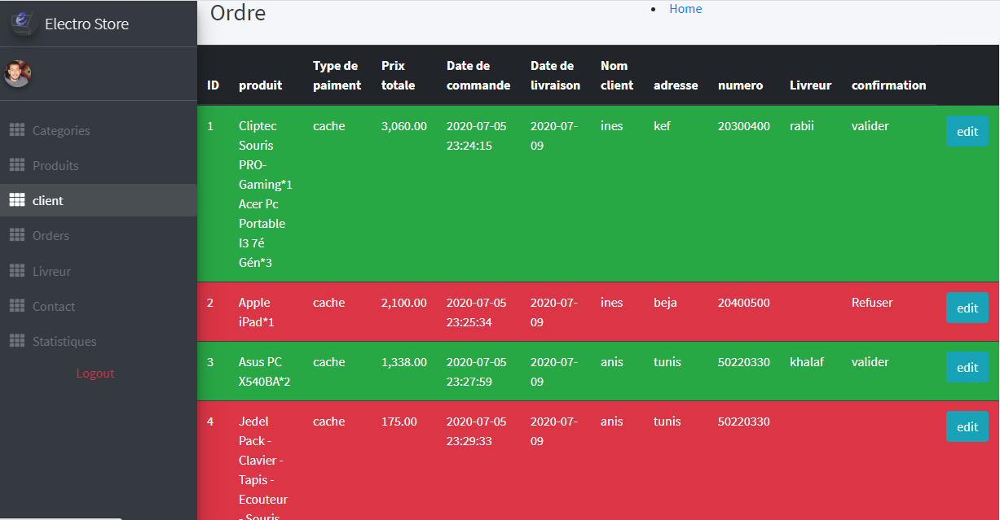 Electro Store
Categories
Produits
client
Orders
Livreur
Contact
Statistiques
Logout
Ordre
Home
ID
produit
Type de
paiment
Prix
totale
Date de
commande
Date de
livraison
Nom
client
adresse
numero
Livreur
confirmation
1
Cliptec
Souris
PRO-
Gaming*1
Acer Pc
Portable
I3 7é
Gén*3
cache
3,060.00
2020-07-05
23:24:15
2020-07-
09
ines
kef
20300400
rabii
valider
edit
2
Apple
iPad*1
cache
2,100.00
2020-07-05
23:25:34
2020-07-
09
ines
beja
20400500
Refuser
edit
3
Asus PC
X540BA*2
cache
1,338.00
2020-07-05
23:27:59
2020-07-
09
anis
tunis
50220330
khalaf
valider
edit
4
Jedel
Pack -
Clavier -
Tapis -
Ecouteur
- Souris
cache
175.00
2020-07-05
23:29:33
2020-07-
09
anis
tunis
50220330
edit